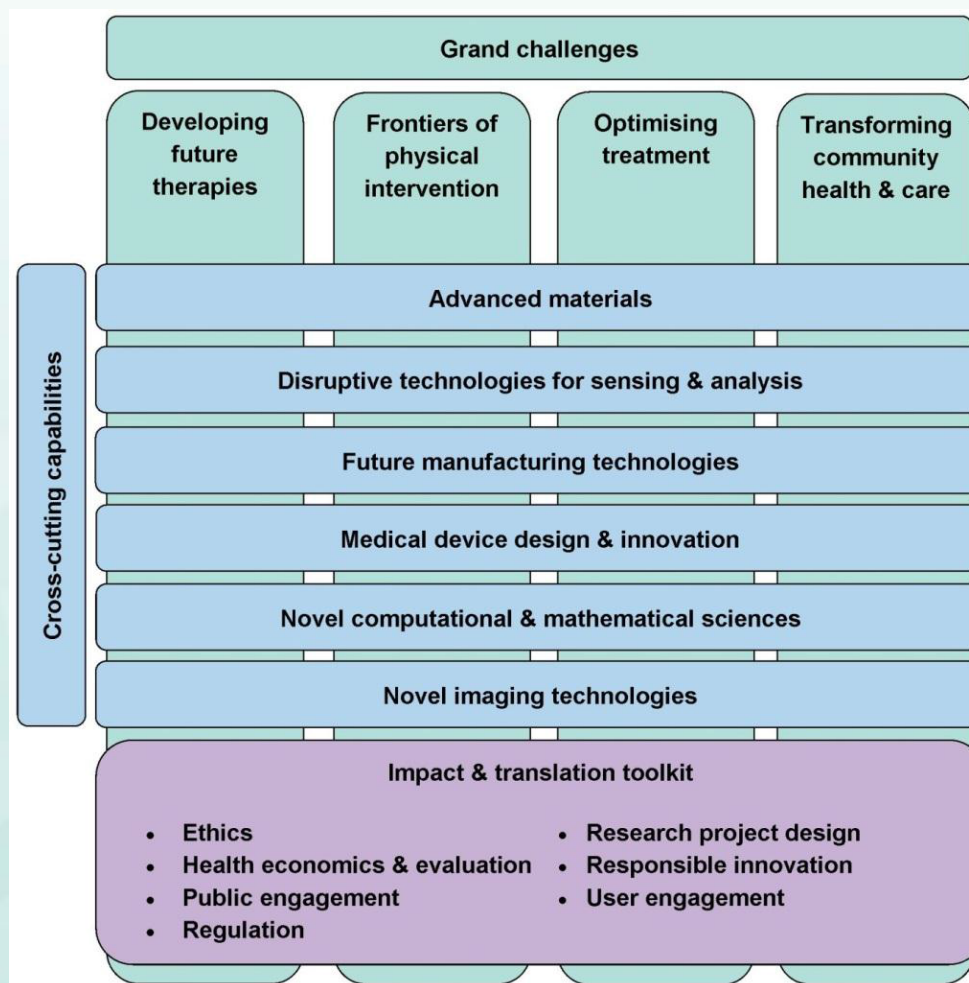 Grand challenges
Developing
future
therapies
Frontiers of
physical
intervention
Optimising
treatment
Transforming
community
health & care
Cross-cutting capabilities
Advanced materials
Disruptive technologies for sensing & analysis
Future manufacturing technologies
Medical device design & innovation
Novel computational & mathematical sciences
Novel imaging technologies
Impact & translation toolkit
• Ethics
• Health economics & evaluation
• Public engagement
• Regulation
• Research project design
• Responsible innovation
• User engagement